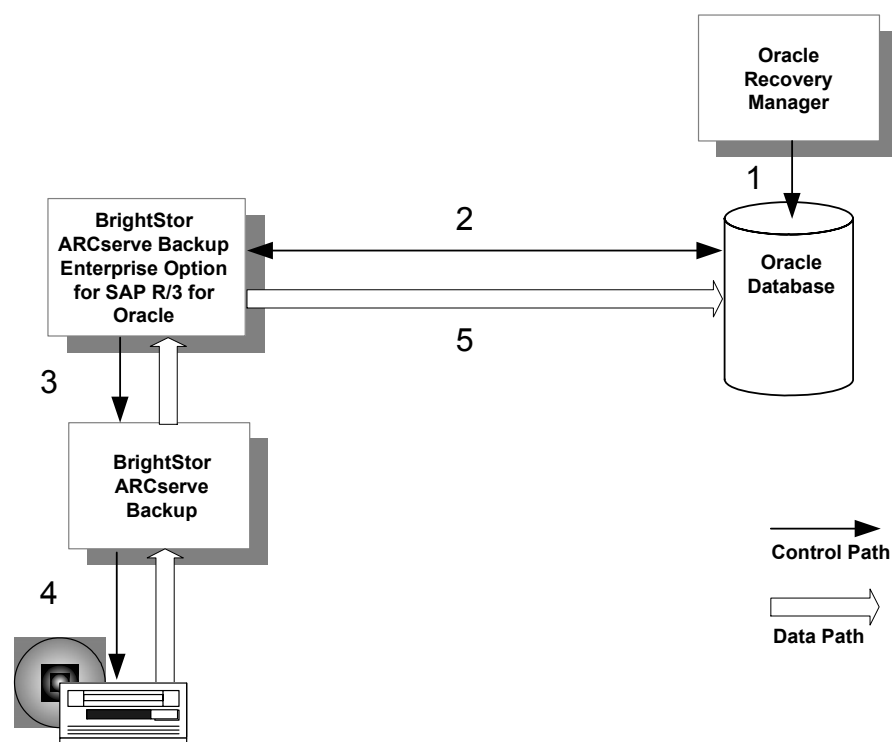 Oracle
Recovery
Manager
1
2
BrightStor
ARCserve Backup
Enterprise Option
for SAP R/3 for
Oracle
Oracle
Database
5
3
BrightStor
ARCserve
Backup
Control Path
4
Data Path